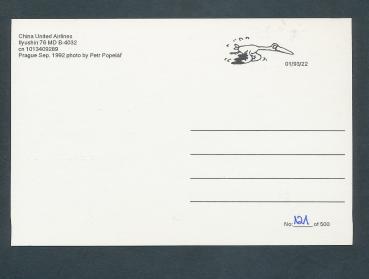 China United Airlines
Ilyushin 76 MD B-4032
cn 1013409289
Prague Sep. 1992 photo by Petr Popelář
01/93/22
No: 121 of 500